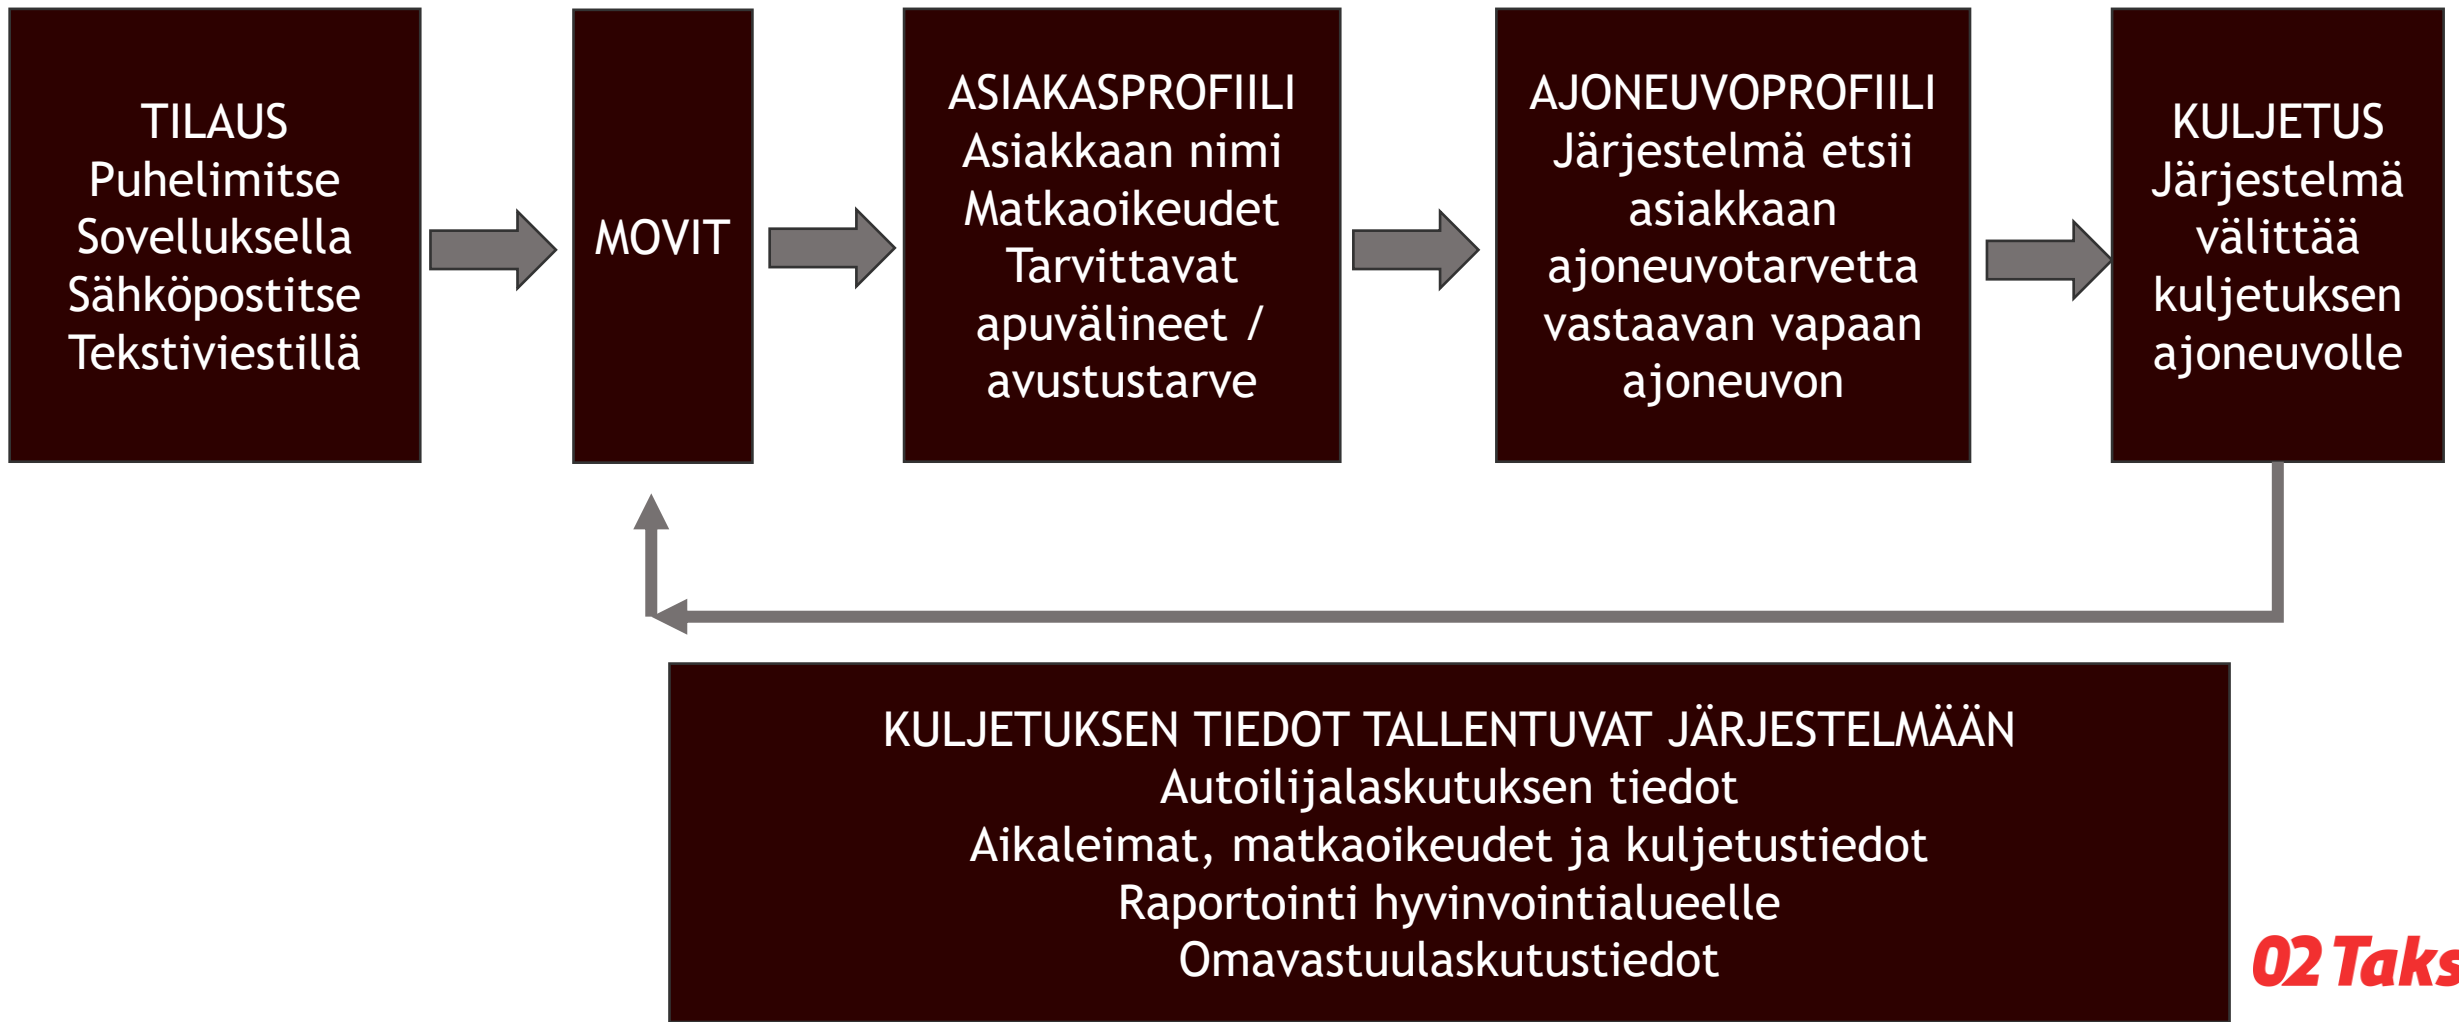 TILAUS
Puhelimitse
Sovelluksella
Sähköpostitse
Tekstiviestillä
MOVIT
ASIAKASPROFIILI
Asiakkaan nimi
Matkaoikeudet
Tarvittavat
apuvälineet /
avustustarve
AJONEUVOPROFIILI
Järjestelmä etsii
asiakkaan
ajoneuvotarvetta
vastaavan vapaan
ajoneuvon
KULJETUS
Järjestelmä
välittää
kuljetuksen
ajoneuvolle
KULJETUKSEN TIEDOT TALLENTUVAT JÄRJESTELMÄÄN
Autoilijalaskutuksen tiedot
Aikaleimat, matkaoikeudet ja kuljetustiedot
Raportointi hyvinvointialueelle
Omavastuulaskutustiedot
02 Taks